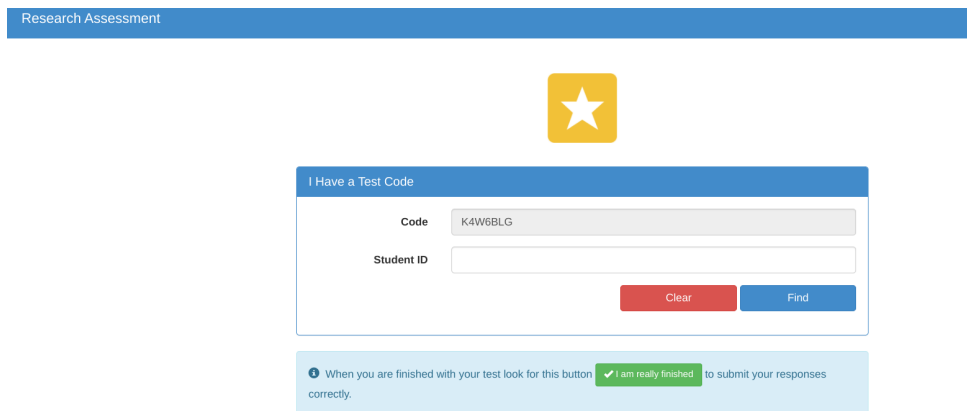 Research Assessment
I Have a Test Code
Code K4W6BLG
Student ID
Clear Find
When you are finished with your test look for this button I am really finished to submit your responses
correctly.